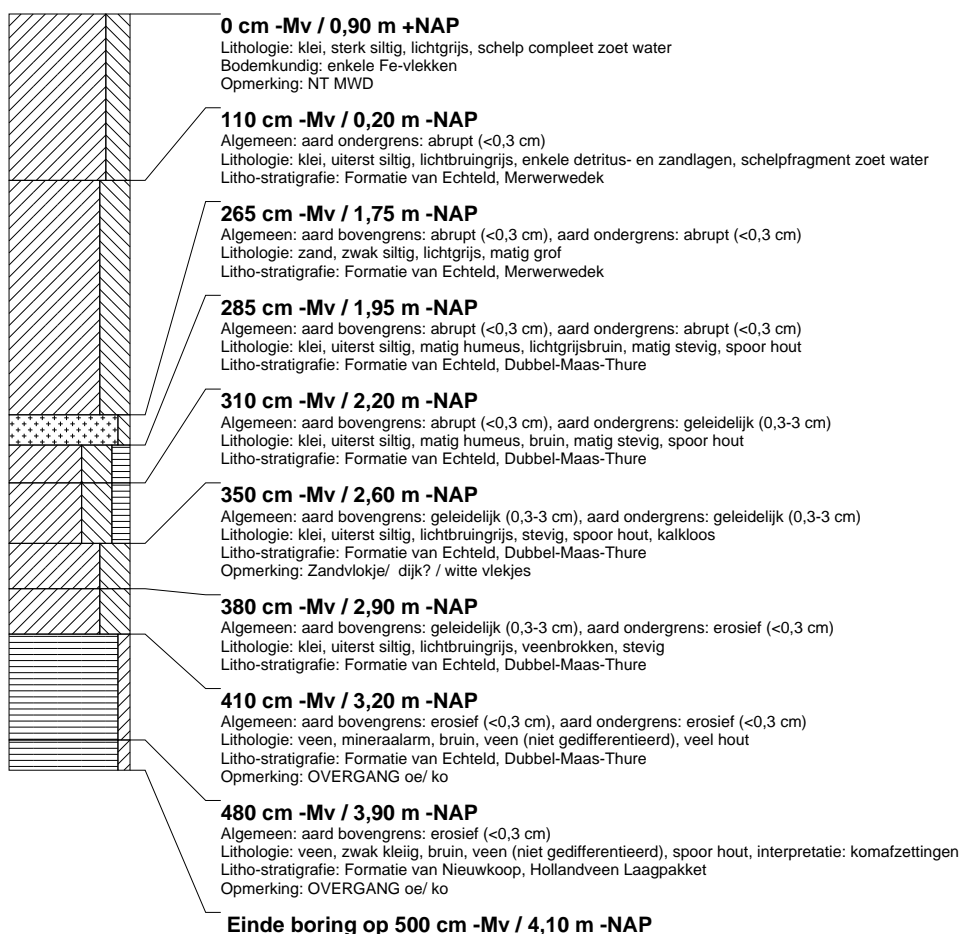 0 cm -Mv / 0,90 m +NAP
Lithologie: klei, sterk siltig, lichtgrijs, schelp compleet zoet water
Bodemkundig: enkele Fe-vlekken
Opmerking: NT MWD
110 cm -Mv / 0,20 m -NAP
Algemeen: aard ondergrens: abrupt (<0,3 cm)
Lithologie: klei, uiterst siltig, lichtbruingrijs, enkele detritus- en zandlagen, schelpfragment zoet water
Litho-stratigrafie: Formatie van Echteld, Merwerwedek
265 cm -Mv / 1,75 m -NAP
Algemeen: aard bovengrens: abrupt (<0,3 cm), aard ondergrens: abrupt (<0,3 cm)
Lithologie: zand, zwak siltig, lichtgrijs, matig grof
Litho-stratigrafie: Formatie van Echteld, Merwerwedek
285 cm -Mv / 1,95 m -NAP
Algemeen: aard bovengrens: abrupt (<0,3 cm), aard ondergrens: abrupt (<0,3 cm)
Lithologie: klei, uiterst siltig, matig humeus, lichtgrijsbruin, matig stevig, spoor hout
Litho-stratigrafie: Formatie van Echteld, Dubbel-Maas-Thure
310 cm -Mv / 2,20 m -NAP
Algemeen: aard bovengrens: abrupt (<0,3 cm), aard ondergrens: geleidelijk (0,3-3 cm)
Lithologie: klei, uiterst siltig, matig humeus, bruin, matig stevig, spoor hout
Litho-stratigrafie: Formatie van Echteld, Dubbel-Maas-Thure
350 cm -Mv / 2,60 m -NAP
Algemeen: aard bovengrens: geleidelijk (0,3-3 cm), aard ondergrens: geleidelijk (0,3-3 cm)
Lithologie: klei, uiterst siltig, lichtbruingrijs, stevig, spoor hout, kalkloos
Litho-stratigrafie: Formatie van Echteld, Dubbel-Maas-Thure
Opmerking: Zandvlokje/ dijk? / witte vlekjes
380 cm -Mv / 2,90 m -NAP
Algemeen: aard bovengrens: geleidelijk (0,3-3 cm), aard ondergrens: erosief (<0,3 cm)
Lithologie: klei, uiterst siltig, lichtbruingrijs, veenbrokken, stevig
Litho-stratigrafie: Formatie van Echteld, Dubbel-Maas-Thure
410 cm -Mv / 3,20 m -NAP
Algemeen: aard bovengrens: erosief (<0,3 cm), aard ondergrens: erosief (<0,3 cm)
Lithologie: veen, mineraalarm, bruin, veen (niet gedifferentieerd), veel hout
Litho-stratigrafie: Formatie van Echteld, Dubbel-Maas-Thure
Opmerking: OVERGANG oe/ ko
480 cm -Mv / 3,90 m -NAP
Algemeen: aard bovengrens: erosief (<0,3 cm)
Lithologie: veen, zwak kleiig, bruin, veen (niet gedifferentieerd), spoor hout, interpretatie: komafzettingen
Litho-stratigrafie: Formatie van Nieuwkoop, Hollandveen Laagpakket
Opmerking: OVERGANG oe/ ko
Einde boring op 500 cm -Mv / 4,10 m -NAP